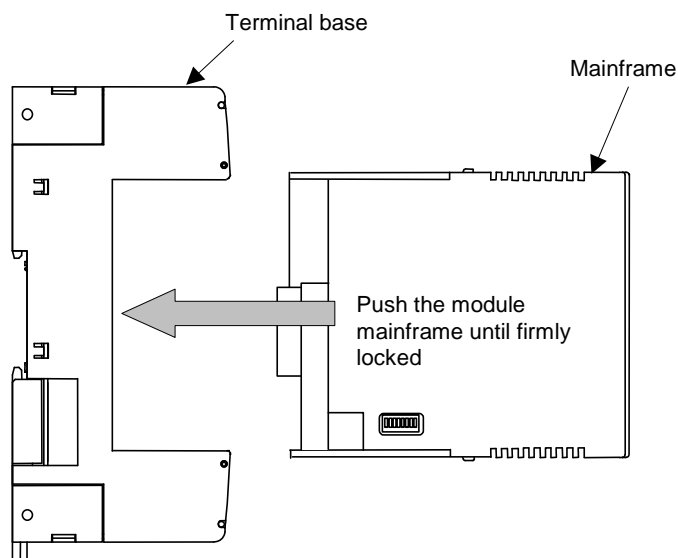 Terminal base
Mainframe
Push the module
mainframe until firmly
locked